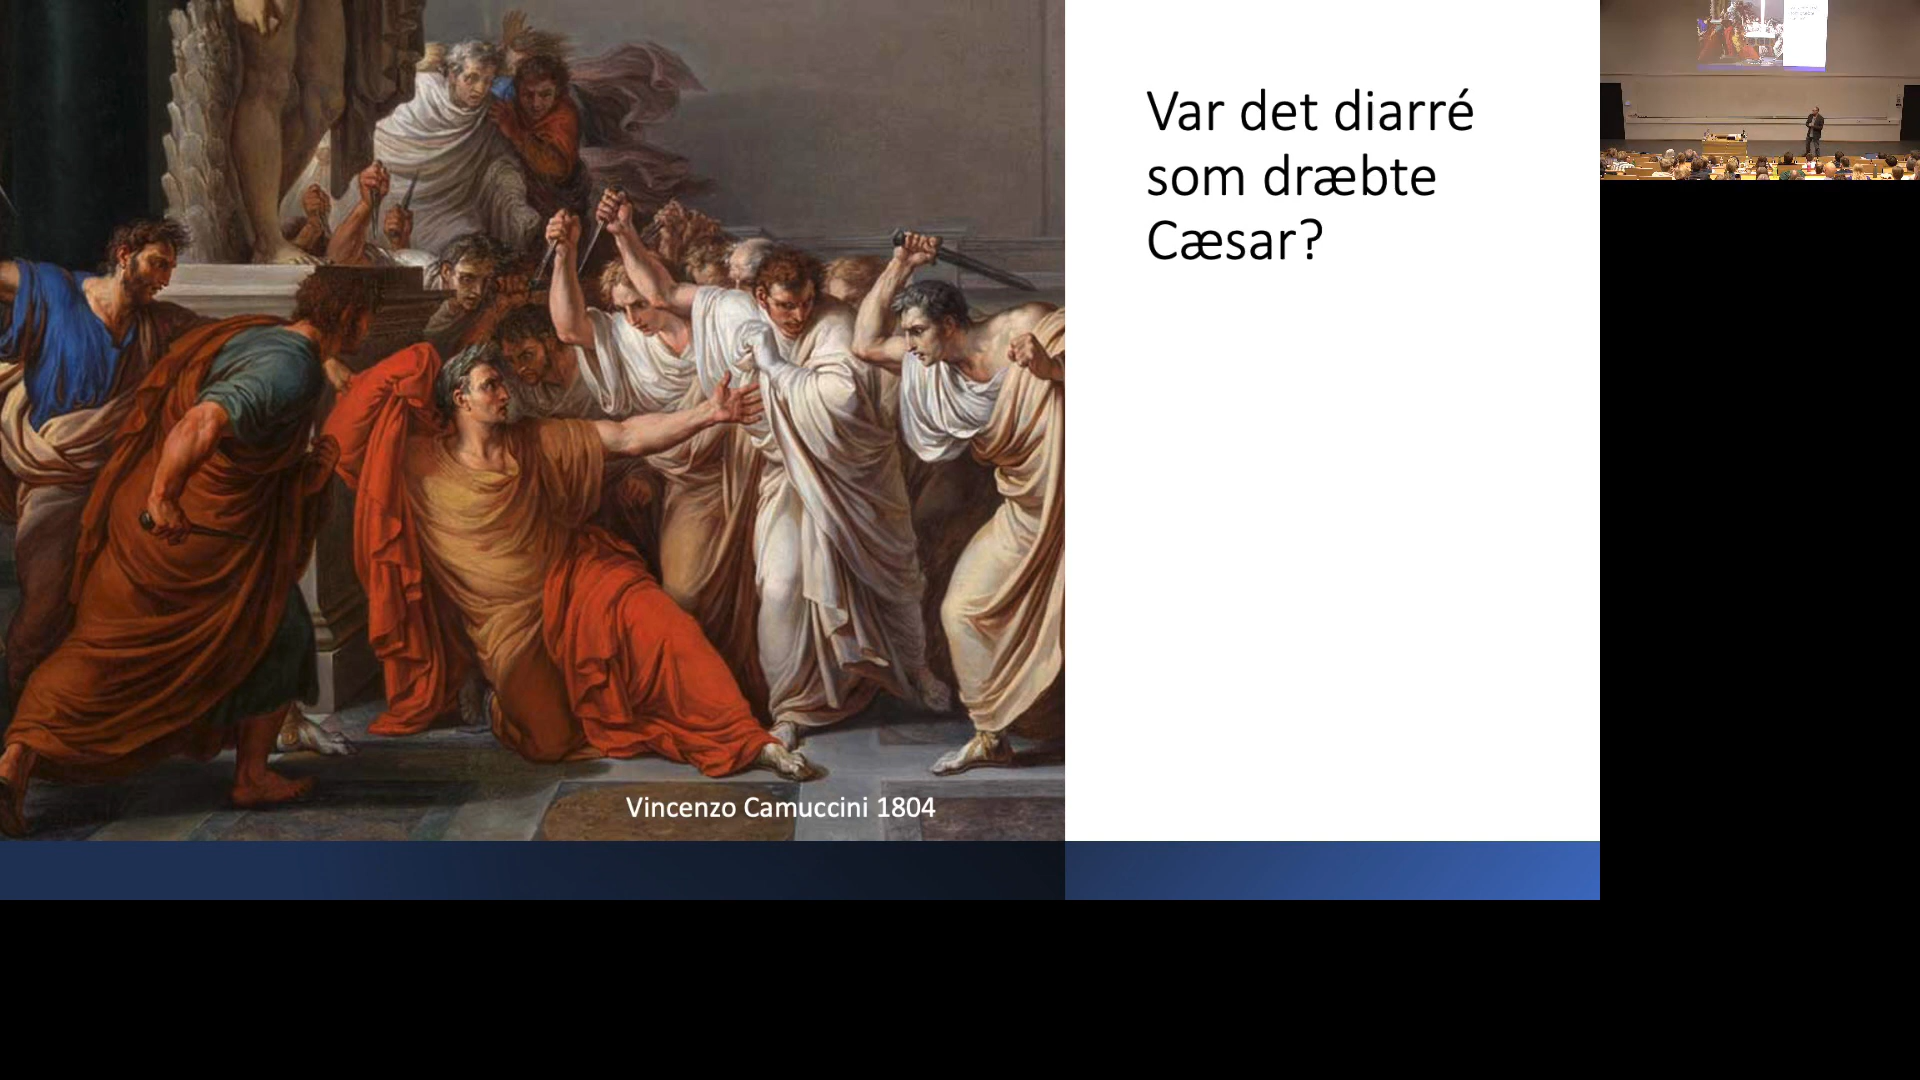 Var det diarré
som dræbte
Cæsar?
Vincenzo Camuccini 1804